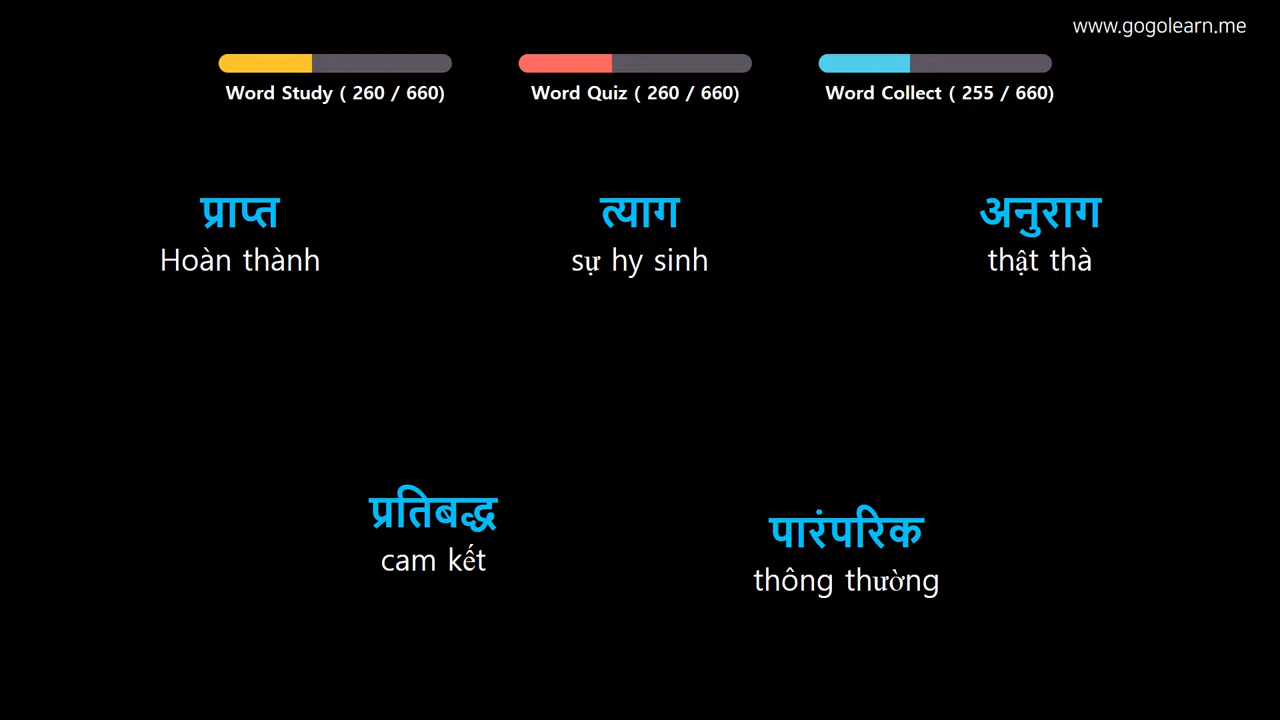 www.gogolearn.me
Word Study ( 260 / 660)
Word Quiz ( 260 / 660)
Word Collect ( 255 / 660)
प्राप्त
Hoàn thành
त्याग
sự hy sinh
अनुराग
thật thà
प्रतिबद्ध
cam kết
पारंपरिक
thông thường